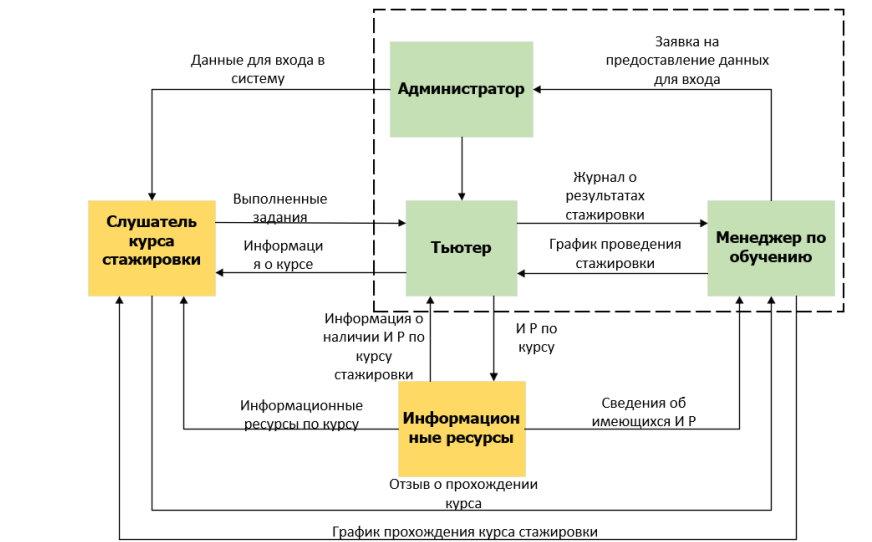 Данные для входа в
систему
Заявка на
предоставление данных
для входа
Администратор
Слушатель
курса
стажировки
Выполненные
задания
Информаци
я о курсе
Тьютер
Журнал о
результатах
стажировки
График проведения
стажировки
Менеджер по
обучению
Информация о
наличии И Р по
курсу
стажировки
И Р по
курсу
Информационные
ресурсы по курсу
Информацион
ные ресурсы
Сведения об
имеющихся И Р
Отзыв о прохождении
курса
График прохождения курса стажировки